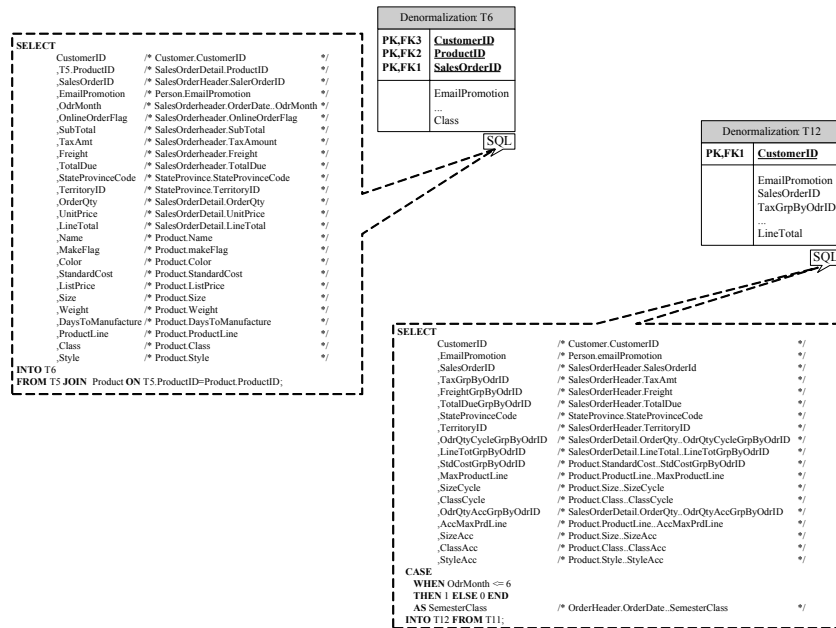 Denormalization: T6
PK,FK3 CustomerID
PK,FK2 ProductID
PK,FK1 SalesOrderID
EmailPromotion
...
Class
SQL
SELECT
CustomerID /* Customer.CustomerID */
,T5.ProductID /* SalesOrderDetail.ProductID */
,SalesOrderID /* SalesOrderHeader.SalerOrderID */
,EmailPromotion /* Person.EmailPromotion */
,OdrMonth /* SalesOrderheader.OrderDate..OdrMonth */
,OnlineOrderFlag /* SalesOrderheader.OnlineOrderFlag */
,SubTotal /* SalesOrderheader.SubTotal */
,TaxAmt /* SalesOrderheader.TaxAmount */
,Freight /* SalesOrderheader.Freight */
,TotalDue /* SalesOrderheader.TotalDue */
,StateProvinceCode /* StateProvince.StateProvinceCode */
,TerritoryID /* StateProvince.TerritoryID */
,OrderQty /* SalesOrderDetail.OrderQty */
,UnitPrice /* SalesOrderDetail.UnitPrice */
,LineTotal /* SalesOrderDetail.LineTotal */
,Name /* Product.Name */
,MakeFlag /* Product.makeFlag */
,Color /* Product.Color */
,StandardCost /* Product.StandardCost */
,ListPrice /* Product.ListPrice */
,Size /* Product.Size */
,Weight /* Product.Weight */
,DaysToManufacture /* Product.DaysToManufacture */
,ProductLine /* Product.ProductLine */
,Class /* Product.Class */
,Style /* Product.Style */
INTO T6
FROM T5 JOIN Product ON T5.ProductID=Product.ProductID;
Denormalization: T12
PK,FK1 CustomerID
EmailPromotion
SalesOrderID
TaxGrpByOdrID
...
LineTotal
SQL
SELECT
CustomerID /* Customer.CustomerID */
,EmailPromotion /* Person.emailPromotion */
,SalesOrderID /* SalesOrderHeader.SalesOrderId */
,TaxGrpByOdrID /* SalesOrderHeader.TaxAmt */
,FreightGrpByOdrID /* SalesOrderHeader.Freight */
,TotalDueGrpByOdrID /* SalesOrderHeader.TotalDue */
,StateProvinceCode /* StateProvince.StateProvinceCode */
,TerritoryID /* SalesOrderHeader.TerritoryID */
,OdrQtyCycleGrpByOdrID /* SalesOrderDetail.OrderQty..OdrQtyCycleGrpByOdrID */
,LineTotGrpByOdrID /* SalesOrderDetail.LineTotal..LineTotGrpByOdrID */
,StdCostGrpByOdrID /* Product.StandardCost..StdCostGrpByOdrID */
,MaxProductLine /* Product.ProductLine..MaxProductLine */
,SizeCycle /* Product.Size..SizeCycle */
,ClassCycle /* Product.Class..ClassCycle */
,OdrQtyAccGrpByOdrID /* SalesOrderDetail.OrderQty..OdrQtyAccGrpByOdrID */
,AccMaxPrdLine /* Product.ProductLine..AccMaxPrdLine */
,SizeAcc /* Product.Size..SizeAcc */
,ClassAcc /* Product.Class..ClassAcc */
,StyleAcc /* Product.Style..StyleAcc */
CASE
WHEN OdrMonth <= 6
THEN 1 ELSE 0 END
AS SemesterClass /* OrderHeader.OrderDate..SemesterClass */
INTO T12 FROM T11;